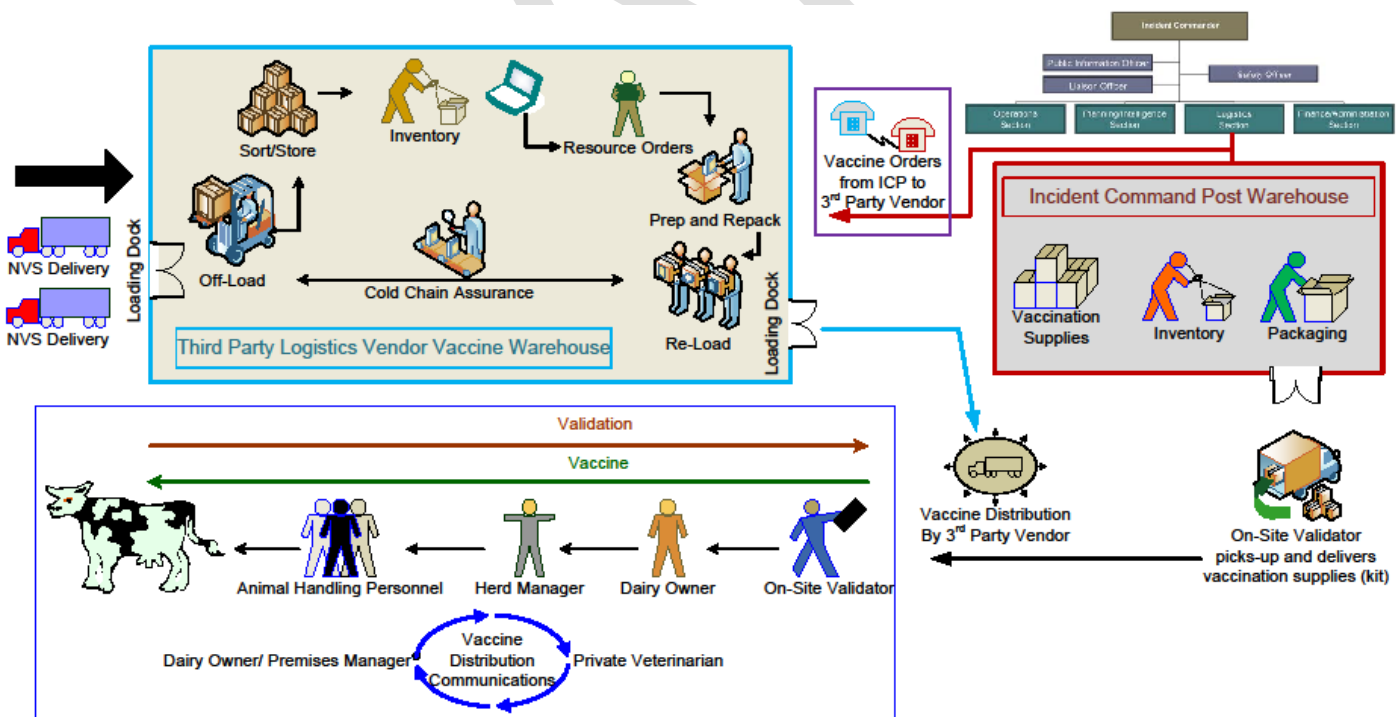 Incident Commander
Public Information Officer
Safety Officer
Liaison Officer
Operations
Section
Planning/Intelligence
Section
Logistics
Section
Finance/Administration
Section
Sort/Store
Inventory
Resource Orders
Prep and Repack
Off-Load
Cold Chain Assurance
Re-Load
Third Party Logistics Vendor Vaccine Warehouse
Loading Dock
Loading Dock
NVS Delivery
NVS Delivery
Vaccine Orders
from ICP to
3rd Party
Vendor
Incident Command Post Warehouse
Vaccination
Supplies
Inventory
Packaging
Vaccine Distribution
By 3rd Party Vendor
On-Site Validator
picks-up and delivers
vaccination supplies (kit)
Validation
Vaccine
Animal Handling Personnel
Herd Manager
Dairy Owner
On-Site Validator
Dairy Owner/ Premises Manager
Vaccine
Distribution
Communications
Private Veterinarian